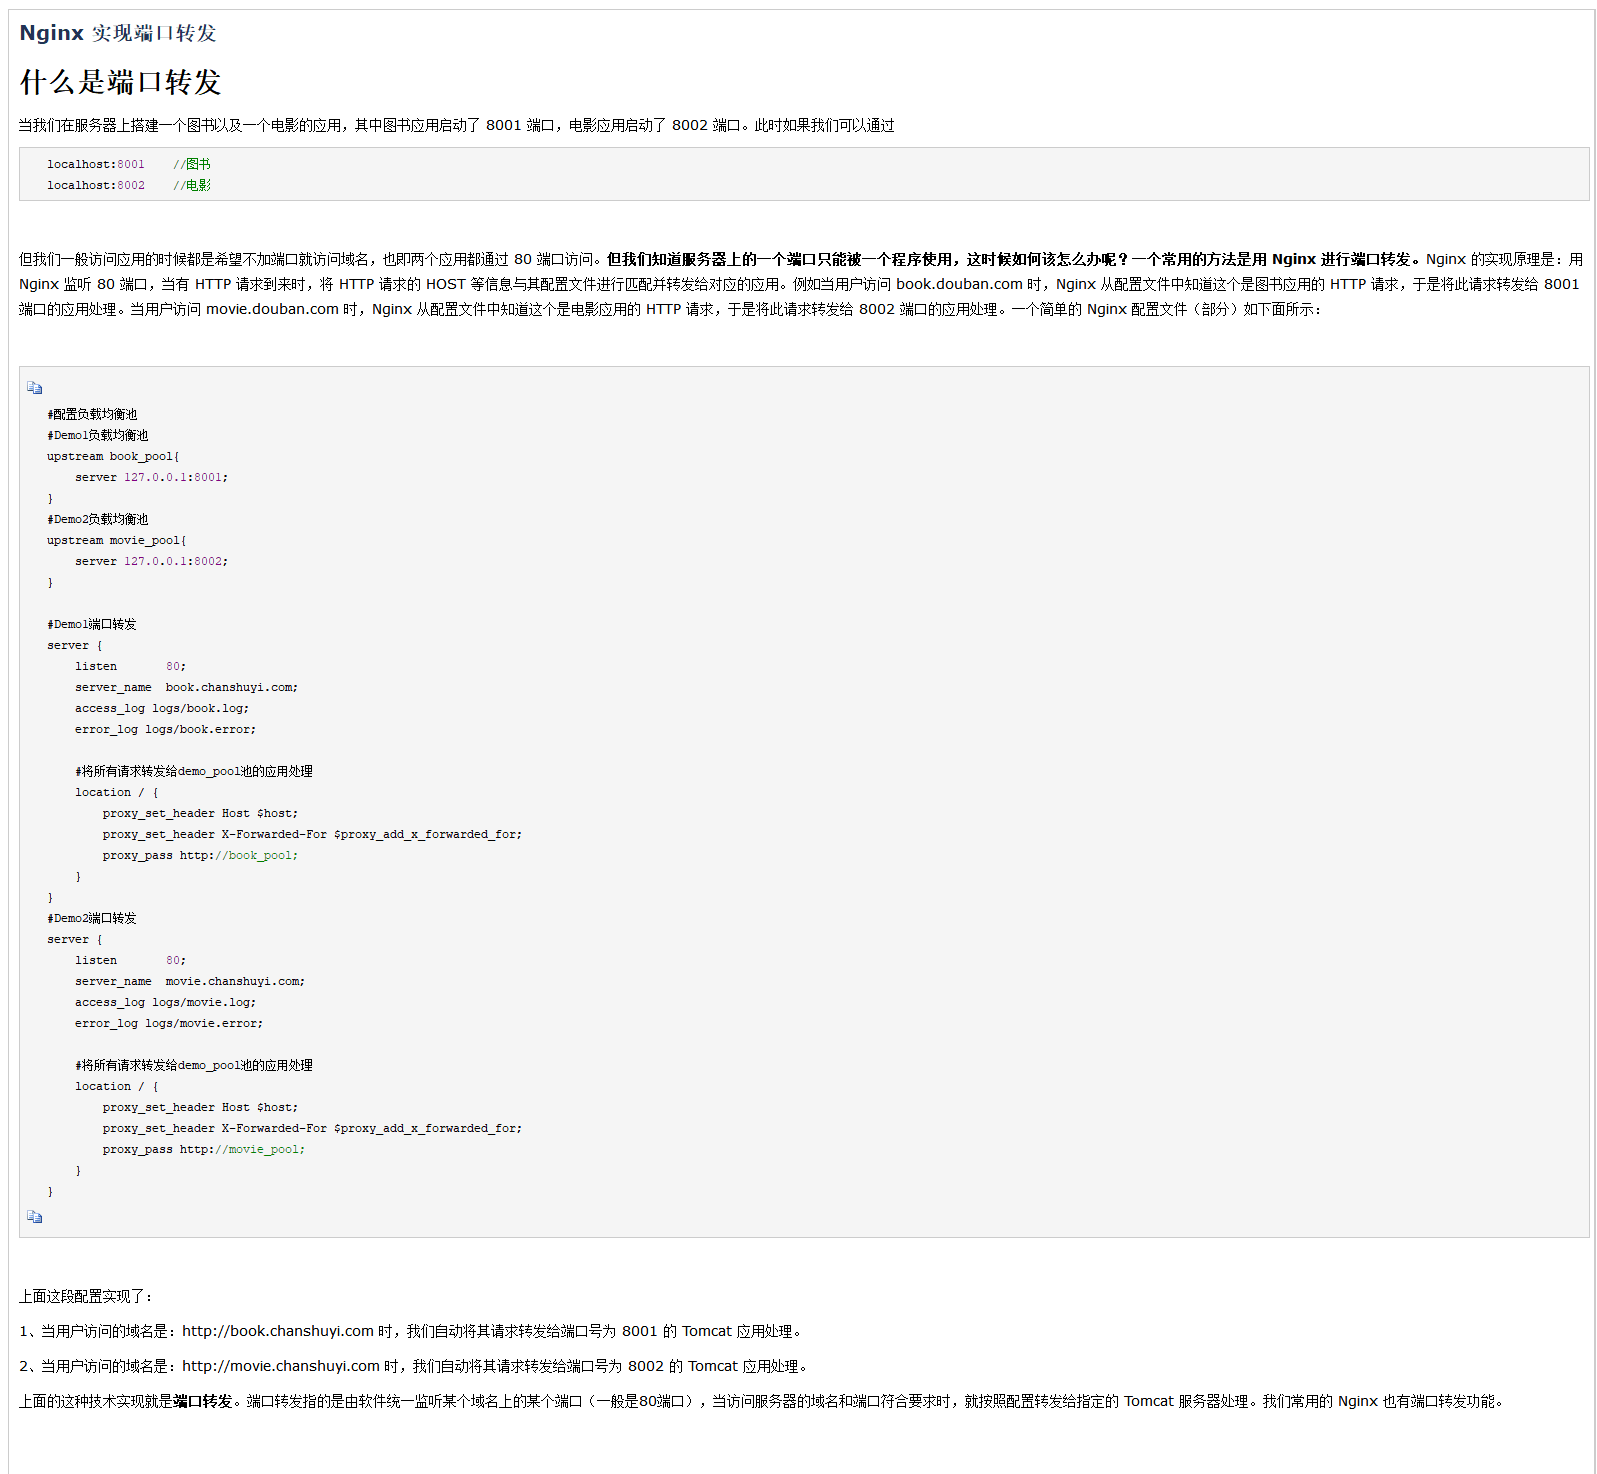 Nginx 实现端口转发
什么是端口转发
当我们在服务器上搭建一个图书以及一个电影的应用，其中图书应用启动了 8001 端口，电影应用启动了 8002 端口。此时如果我们可以通过
localhost:8001    //图书
localhost:8002    //电影
但我们一般访问应用的时候都是希望不加端口就访问域名，也即两个应用都通过 80 端口访问。但我们知道服务器上的一个端口只能被一个程序使用，这时候如何该怎么办呢？一个常用的方法是用 Nginx 进行端口转发。Nginx 的实现原理是：用
Nginx 监听 80 端口，当有 HTTP 请求到来时，将 HTTP 请求的 HOST 等信息与其配置文件进行匹配并转发给对应的应用。例如当用户访问 book.douban.com 时，Nginx 从配置文件中知道这个是图书应用的 HTTP 请求，于是将此请求转发给 8001
端口的应用处理。当用户访问 movie.douban.com 时，Nginx 从配置文件中知道这个是电影应用的 HTTP 请求，于是将此请求转发给 8002 端口的应用处理。一个简单的 Nginx 配置文件（部分）如下面所示：
#配置负载均衡池
#Demo1负载均衡池
upstream book_pool{
    server 127.0.0.1:8001;
}
#Demo2负载均衡池
upstream movie_pool{
    server 127.0.0.1:8002;
}
#Demo1端口转发
server {
    listen       80;
    server_name  book.chanshuyi.com;
    access_log logs/book.log;
    error_log logs/book.error;
    #将所有请求转发给demo_pool池的应用处理
    location / {
        proxy_set_header Host $host;
        proxy_set_header X-Forwarded-For $proxy_add_x_forwarded_for;
        proxy_pass http://book_pool;
    }
}
#Demo2端口转发
server {
    listen       80;
    server_name  movie.chanshuyi.com;
    access_log logs/movie.log;
    error_log logs/movie.error;
    #将所有请求转发给demo_pool池的应用处理
    location / {
        proxy_set_header Host $host;
        proxy_set_header X-Forwarded-For $proxy_add_x_forwarded_for;
        proxy_pass http://movie_pool;
    }
}
上面这段配置实现了：
1、当用户访问的域名是：http://book.chanshuyi.com 时，我们自动将其请求转发给端口号为 8001 的 Tomcat 应用处理。
2、当用户访问的域名是：http://movie.chanshuyi.com 时，我们自动将其请求转发给端口号为 8002 的 Tomcat 应用处理。
上面的这种技术实现就是端口转发。端口转发指的是由软件统一监听某个域名上的某个端口（一般是80端口），当访问服务器的域名和端口符合要求时，就按照配置转发给指定的 Tomcat 服务器处理。我们常用的 Nginx 也有端口转发功能。